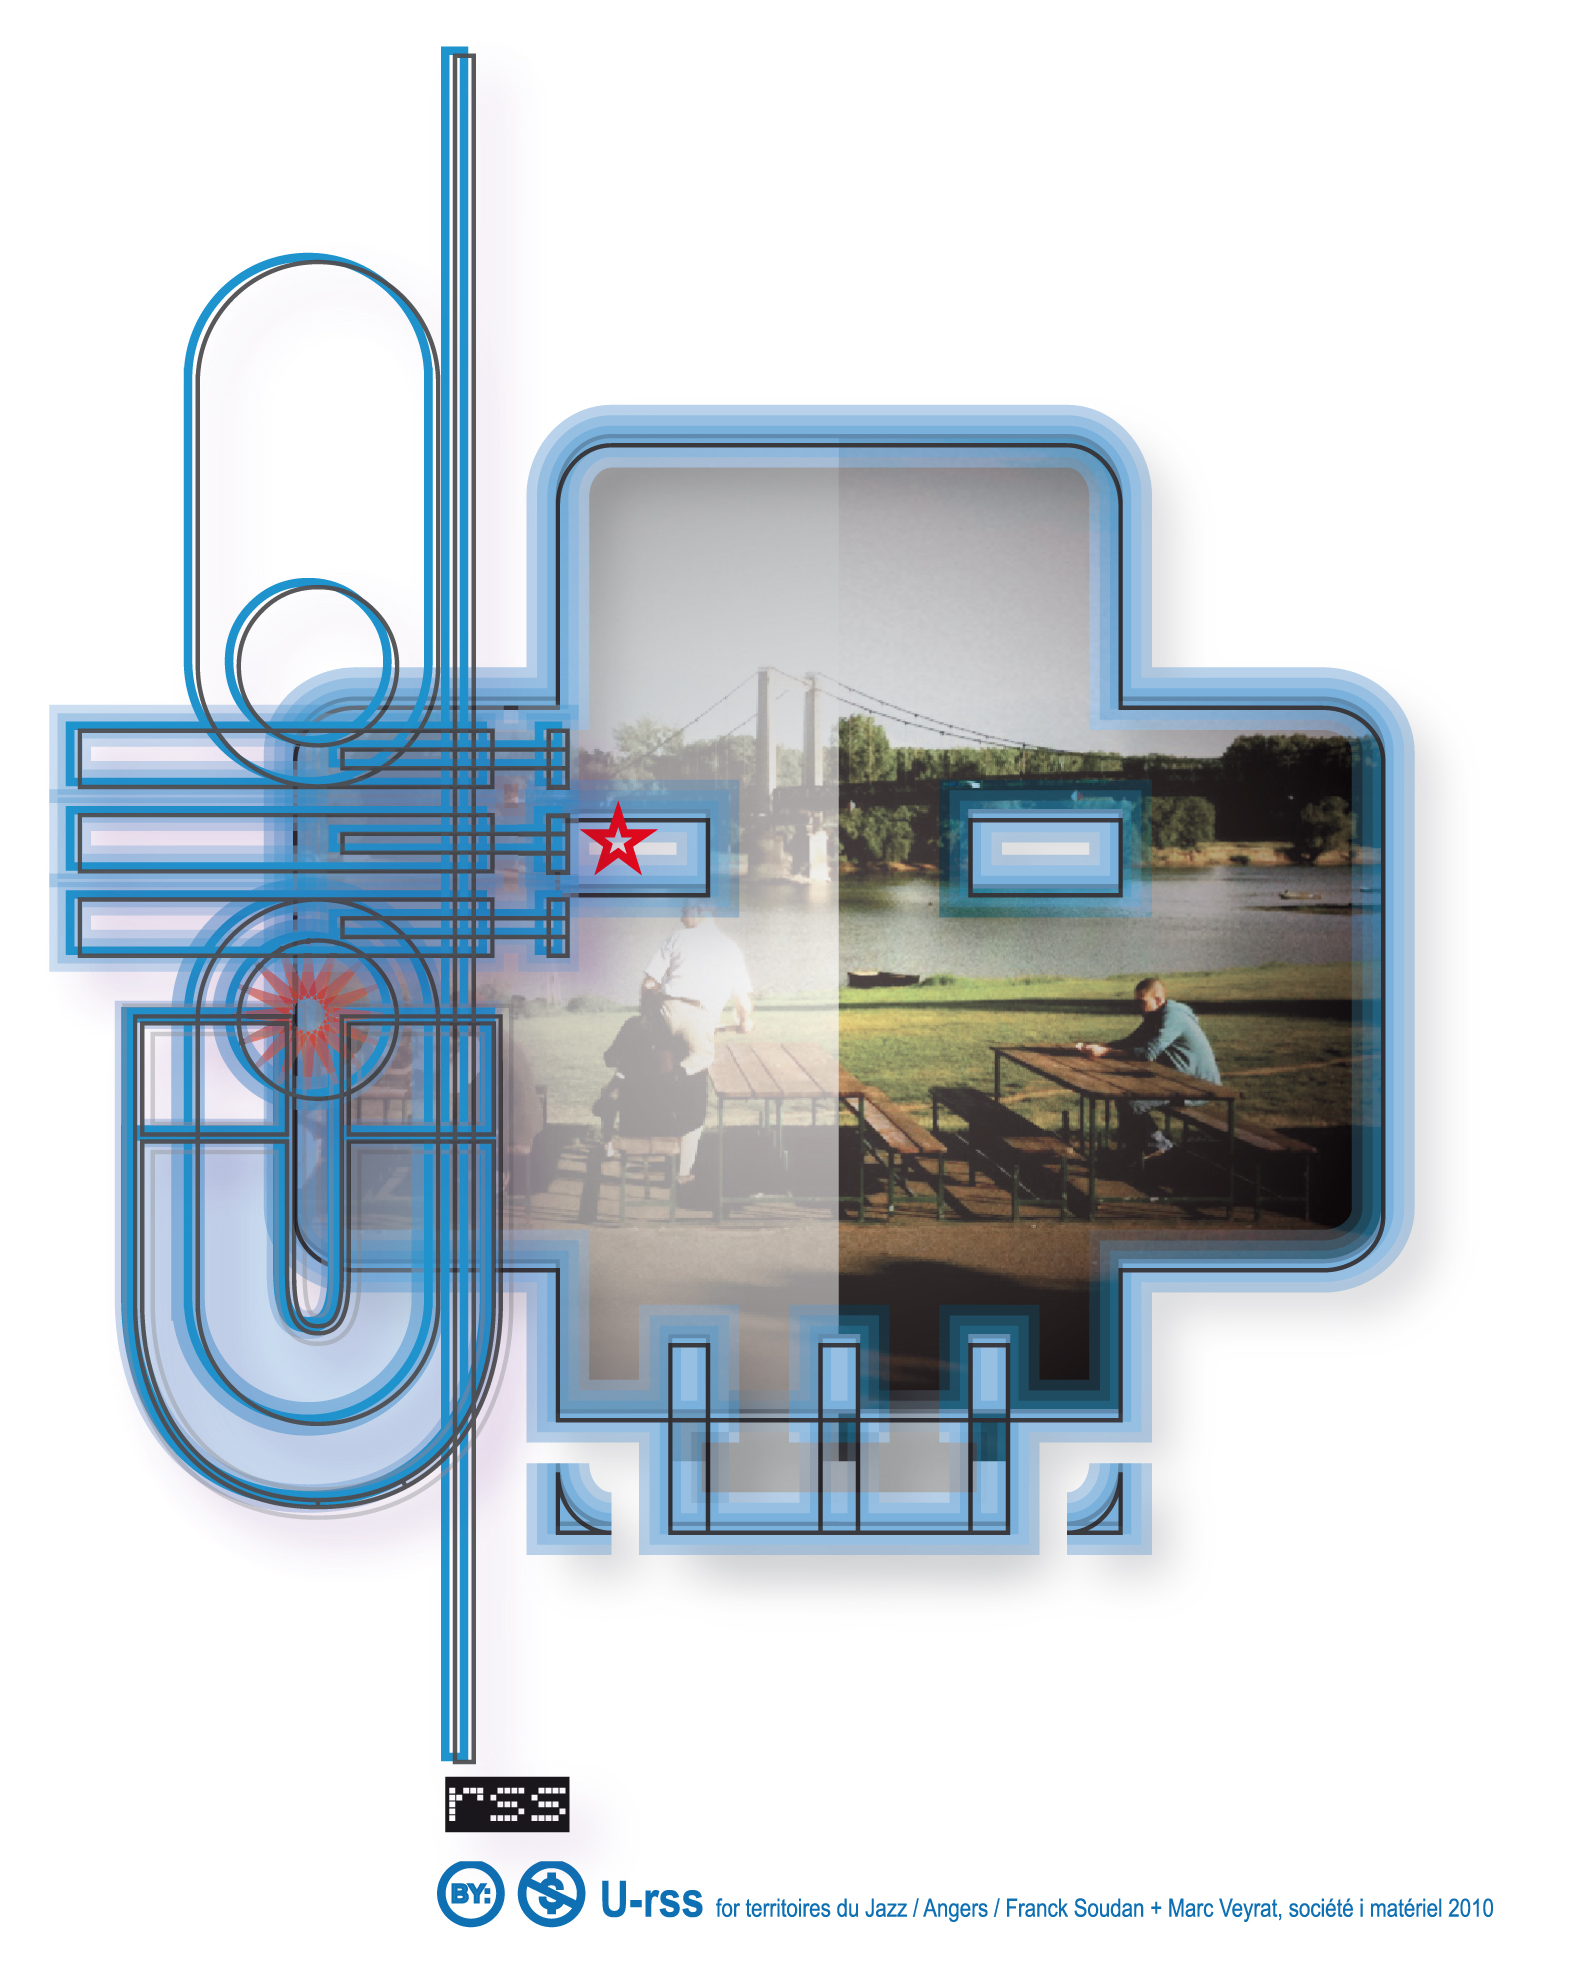 rss
BY: $ U-rss for territoires du Jazz / Angers / Franck Soudan + Marc Veyrat, société i matériel 2010